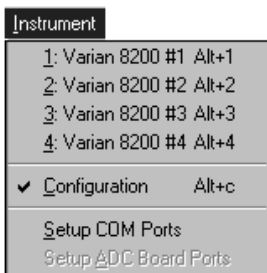 Instrument
1: Varian 8200 #1 Alt+1
2: Varian 8200 #2 Alt+2
3: Varian 8200 #3 Alt+3
4: Varian 8200 #4 Alt+4
Configuration Alt+c
Setup COM Ports
Setup ADC Board Ports